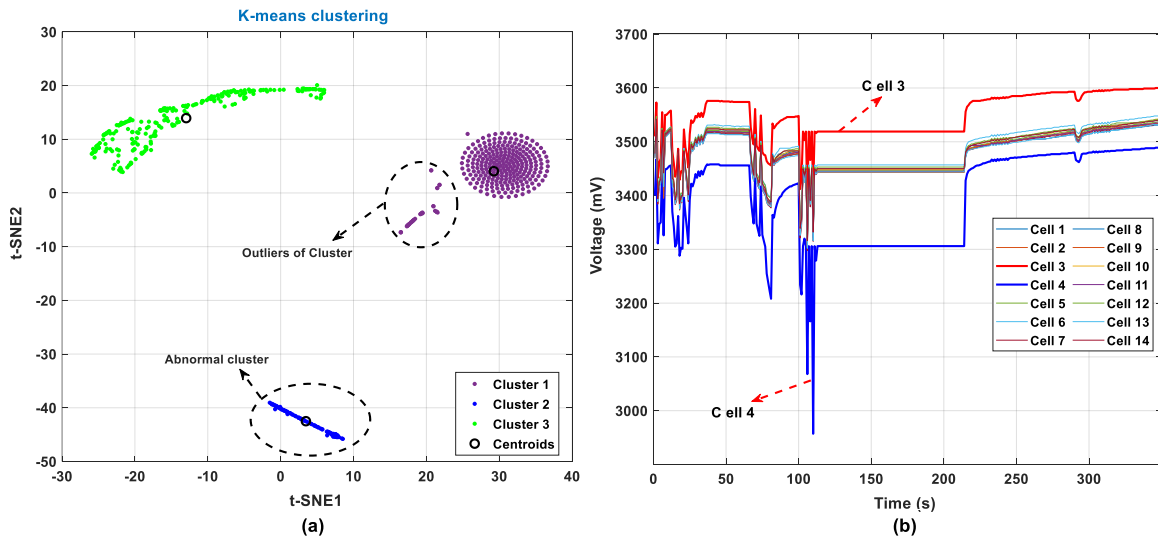 K-means clustering
30
20
10
0
-10
-20
-30
-40
-50
-30
-20
-10
0
10
20
30
40
t-SNE2
t-SNE1
Outliers of Cluster
Abnormal cluster
Cluster 1
Cluster 2
Cluster 3
Centroids
(a)
3700
3600
3500
3400
3300
3200
3100
3000
0
50
100
150
200
250
300
Voltage (mV)
Time (s)
C ell 3
C ell 4
Cell 1
Cell 2
Cell 3
Cell 4
Cell 5
Cell 6
Cell 7
Cell 8
Cell 9
Cell 10
Cell 11
Cell 12
Cell 13
Cell 14
(b)